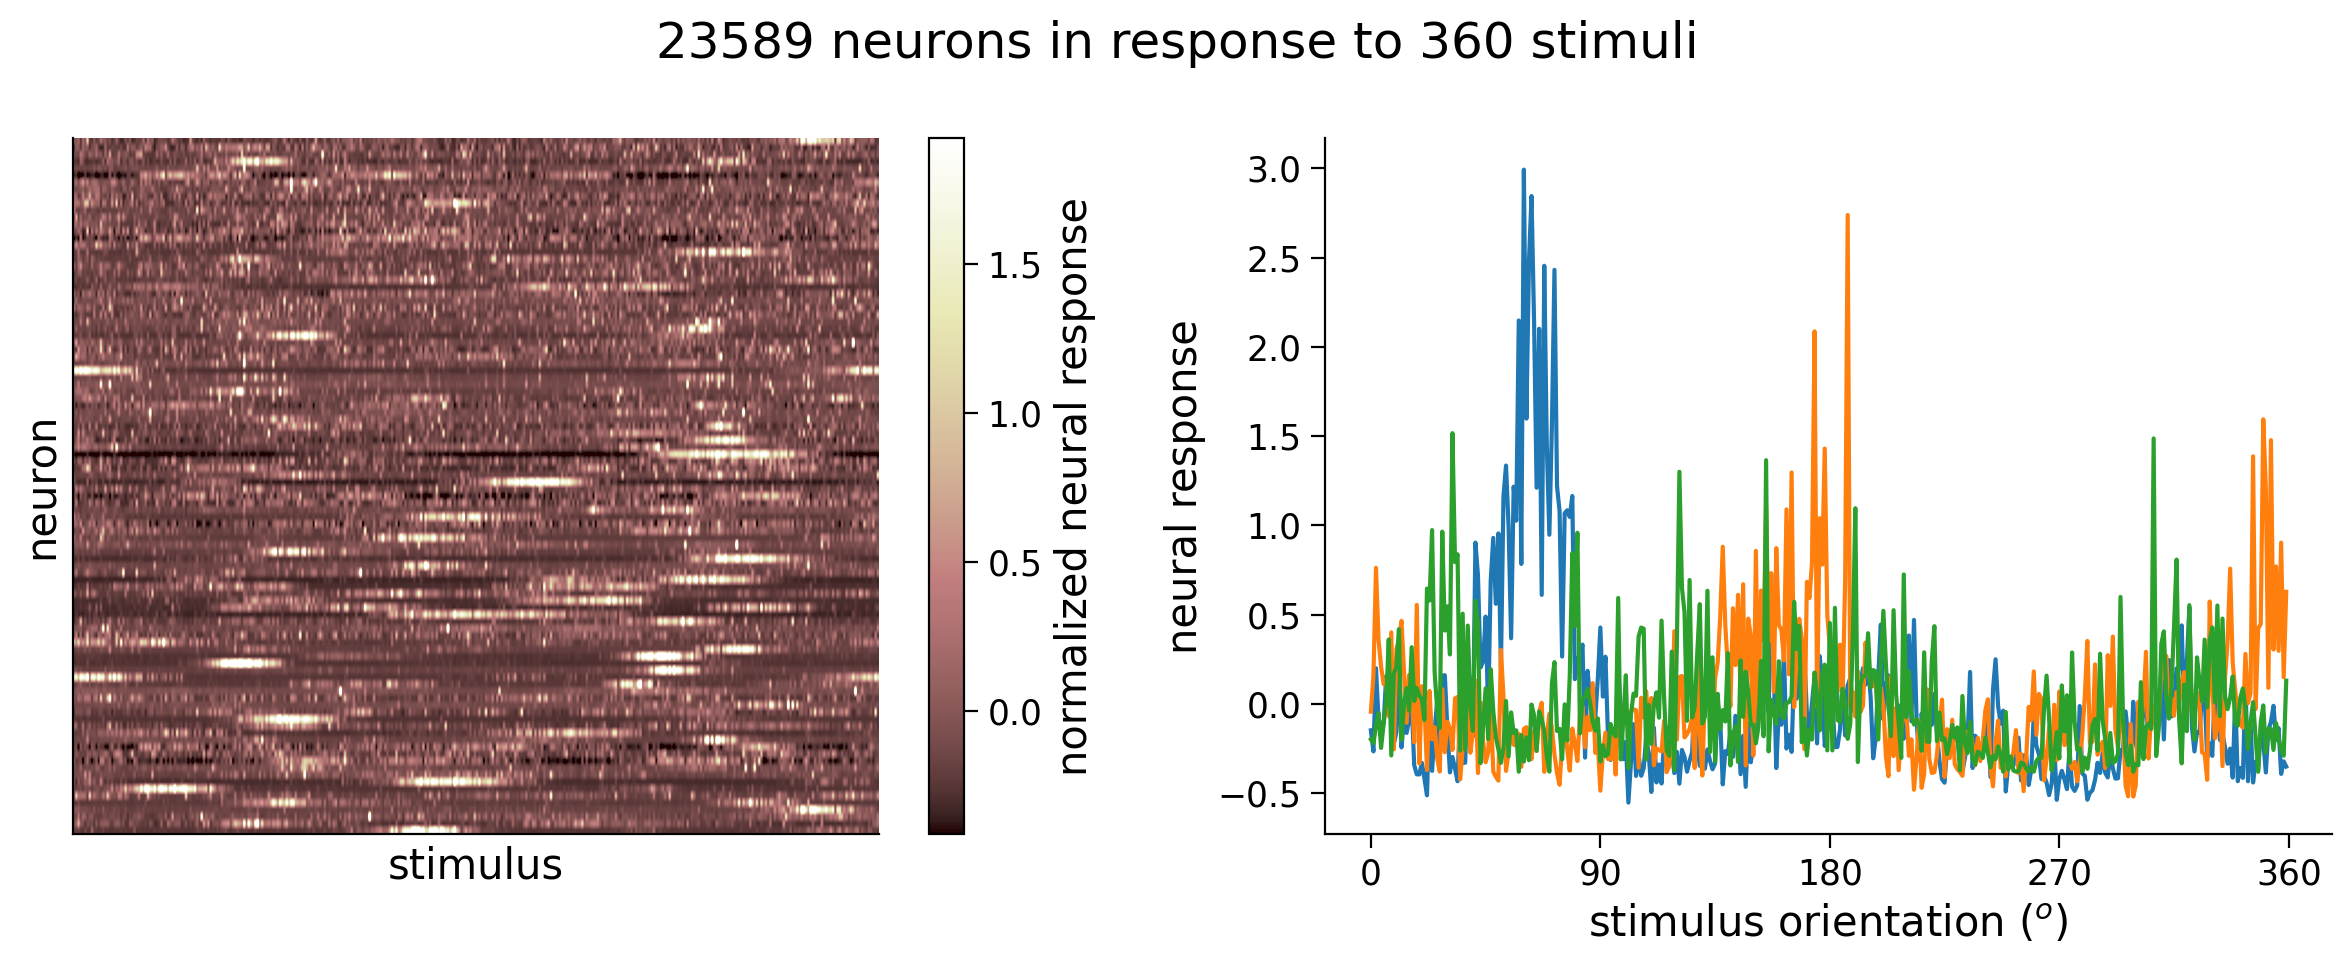 23589 neurons in response to 360 stimuli
neuron
stimulus
1.5
1.0
0.5
0.0
normalized neural response
neural response
3.0
2.5
2.0
1.5
1.0
0.5
0.0
−0.5
0 90 180 270 360
stimulus orientation (º)